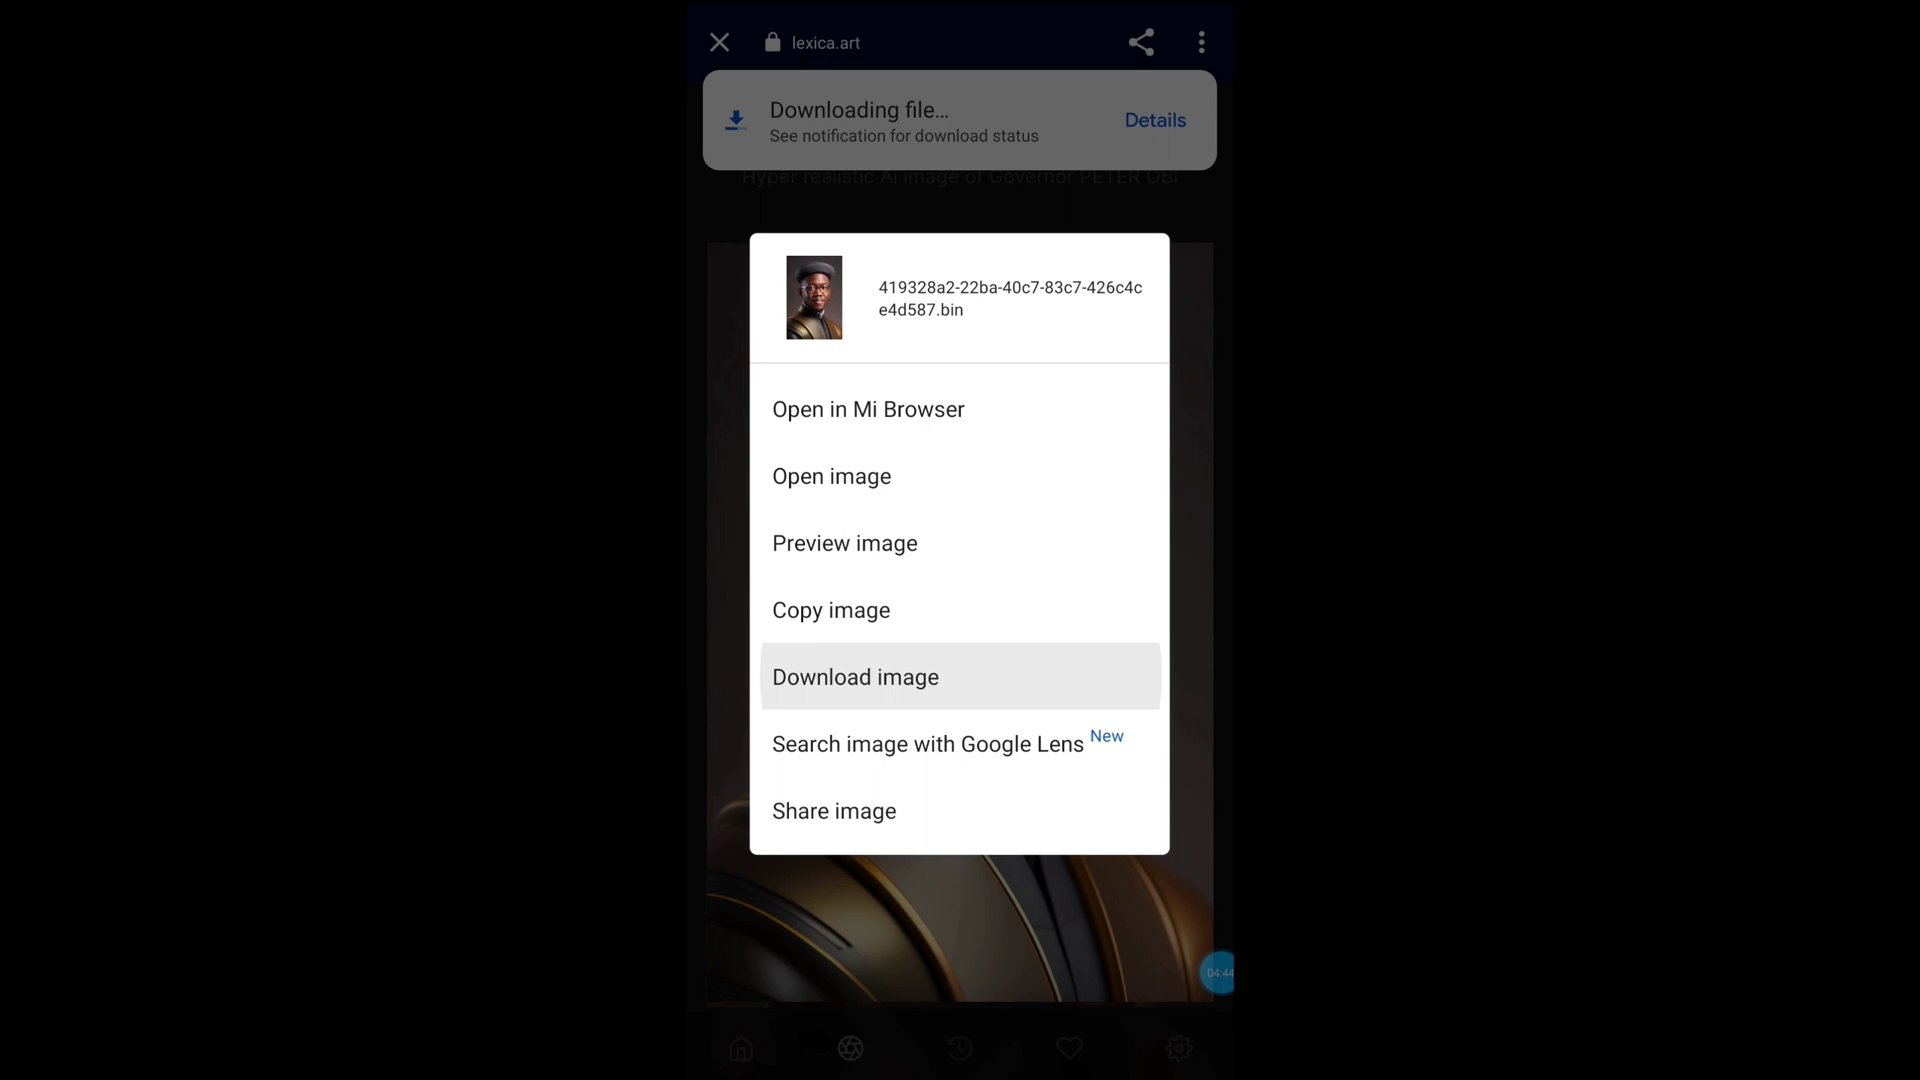 lexica.art
Downloading file...
Details
See notification for download status
Hyper realistic Ai image of Governor PETER OBI
419328a2-22ba-40c7-83c7-426c4c
e4d587.bin
Open in Mi Browser
Open image
Preview image
Copy image
Download image
Search image with Google Lens New
Share image
04:44